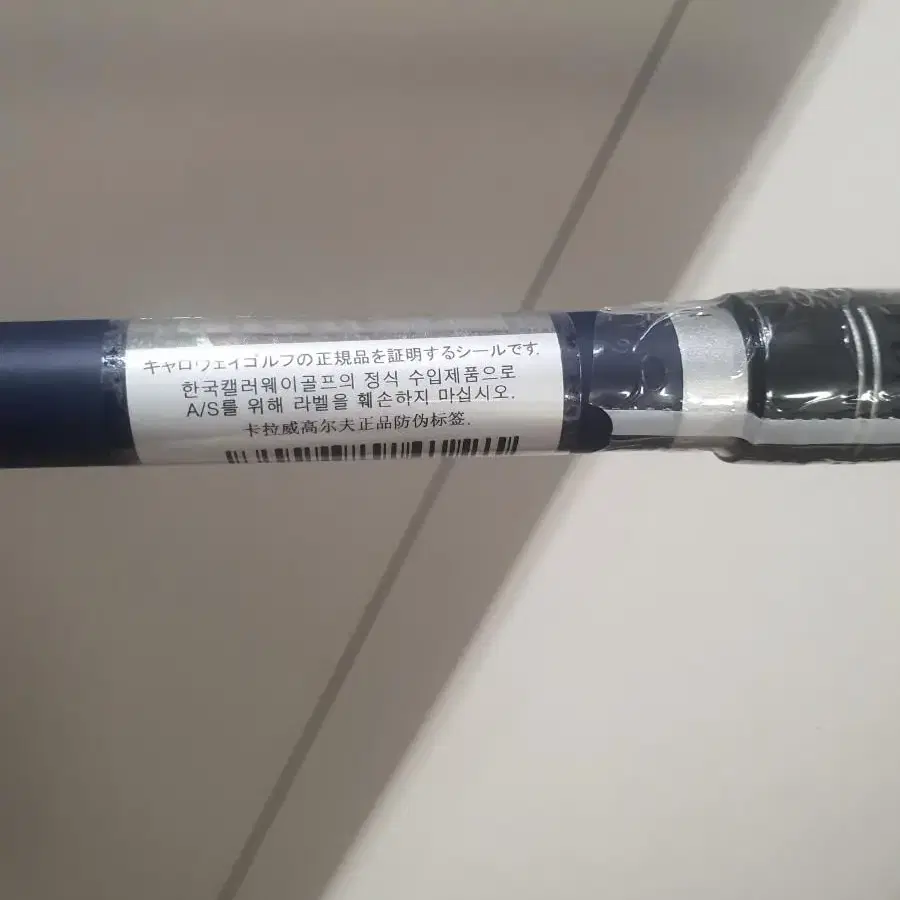 キャロウェイゴルフの正規品を証明するシールです.
한국캘러웨이골프의 정식 수입제품으로
A/S를 위해 라벨을 훼손하지 마십시오.
卡拉威高尔夫正品防伪标签.